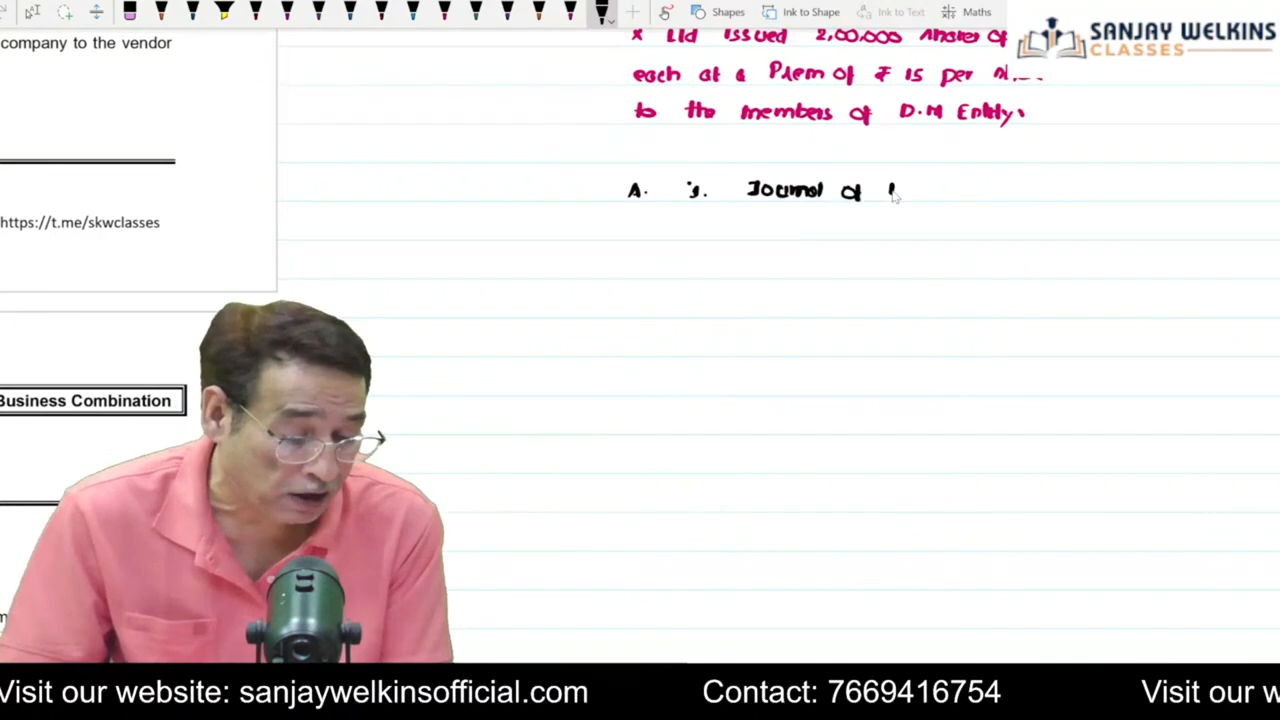 Shapes
Ink to Shape
Ink to Text
Maths
SANJAY WELKINS
CLASSES
company to the vendor
X Ltd issued 2,00,000 shares of
each at a Prem of ₹ 15 per
to the members of D.M Entity.
A. is. Journal of
https://t.me/skwclasses
Business Combination
Visit our website: sanjaywelkinsofficial.com Contact: 7669416754 Visit our w